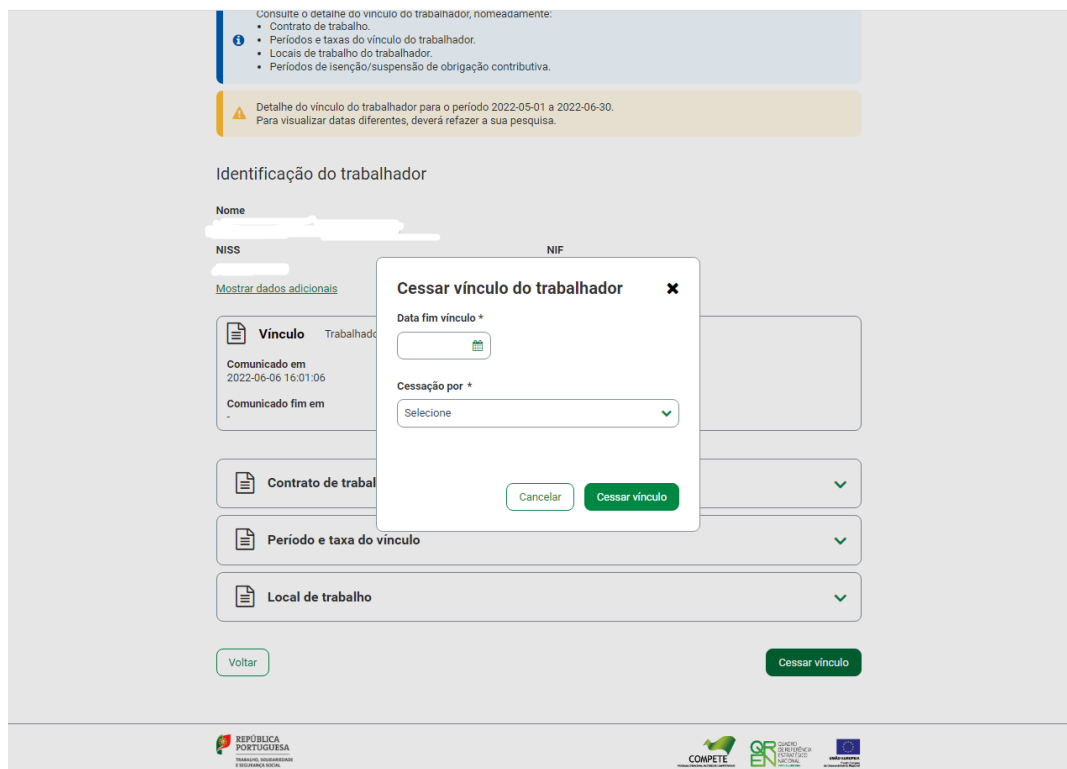 Consulte o detalhe do vínculo do trabalhador, nomeadamente:
• Contrato de trabalho.
• Períodos e taxas do vínculo do trabalhador.
• Locais de trabalho do trabalhador.
• Períodos de isenção/suspensão de obrigação contributiva.
Detalhe do vínculo do trabalhador para o período 2022-05-01 a 2022-06-30.
Para visualizar datas diferentes, deverá refazer a sua pesquisa.
Identificação do trabalhador
Nome
NISS NIF
Mostrar dados adicionais
Cessar vínculo do trabalhador
Data fim vínculo *
Cessação por *
Selecione
Cancelar Cessar vínculo
Vínculo Trabalhado
Comunicado em
2022-06-06 16:01:06
Comunicado fim em
-
Contrato de trabal
Período e taxa do vínculo
Local de trabalho
Voltar Cessar vínculo
REPÚBLICA
PORTUGUESA
TRABALHO, SOLIDARIEDADE
E SEGURANÇA SOCIAL
COMPETE
QREN
QUADRO
DE REFERÊNCIA
ESTRATÉGICO
NACIONAL
UNIÃO EUROPEIA